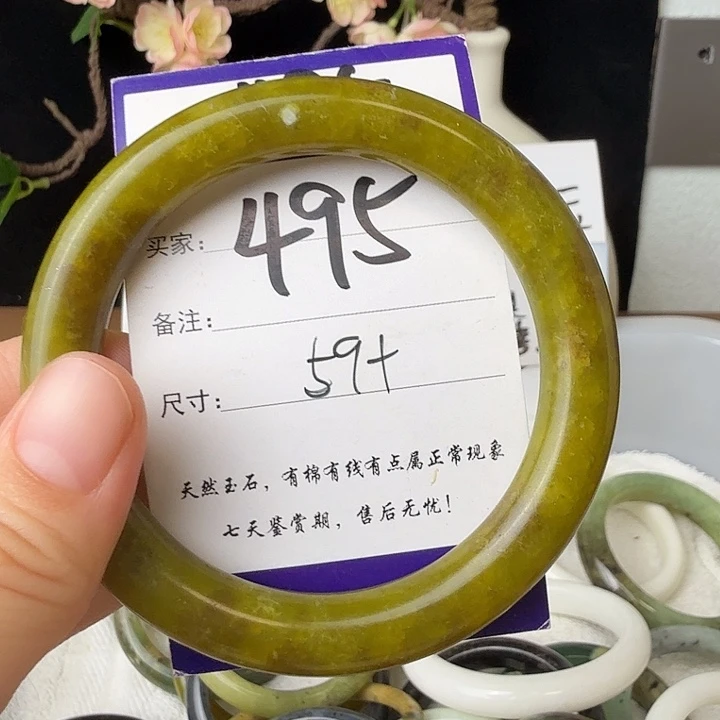 买家: 495
备注:
尺寸: 59+
天然玉石，有棉有线有点属正常现象
七天鉴赏期，售后无忧！